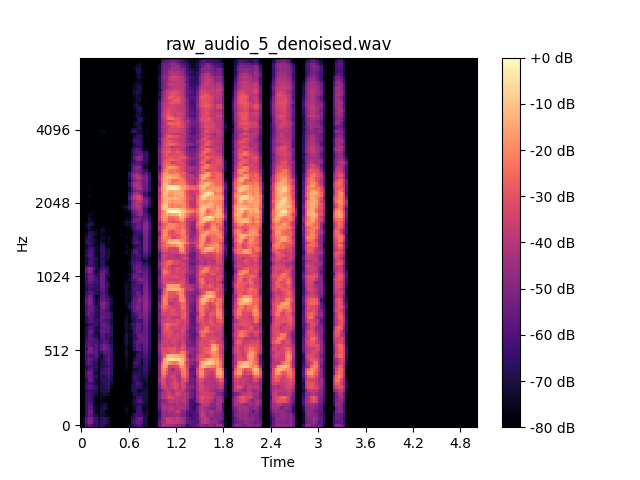 raw_audio_5_denoised.wav
+0 dB
4096
-10 dB
-20 dB
2048
-30 dB
Hz
-40 dB
1024
-50 dB
512
-60 dB
-70 dB
0
-80 dB
0 0.6 1.2 1.8 2.4 3 3.6 4.2 4.8
Time